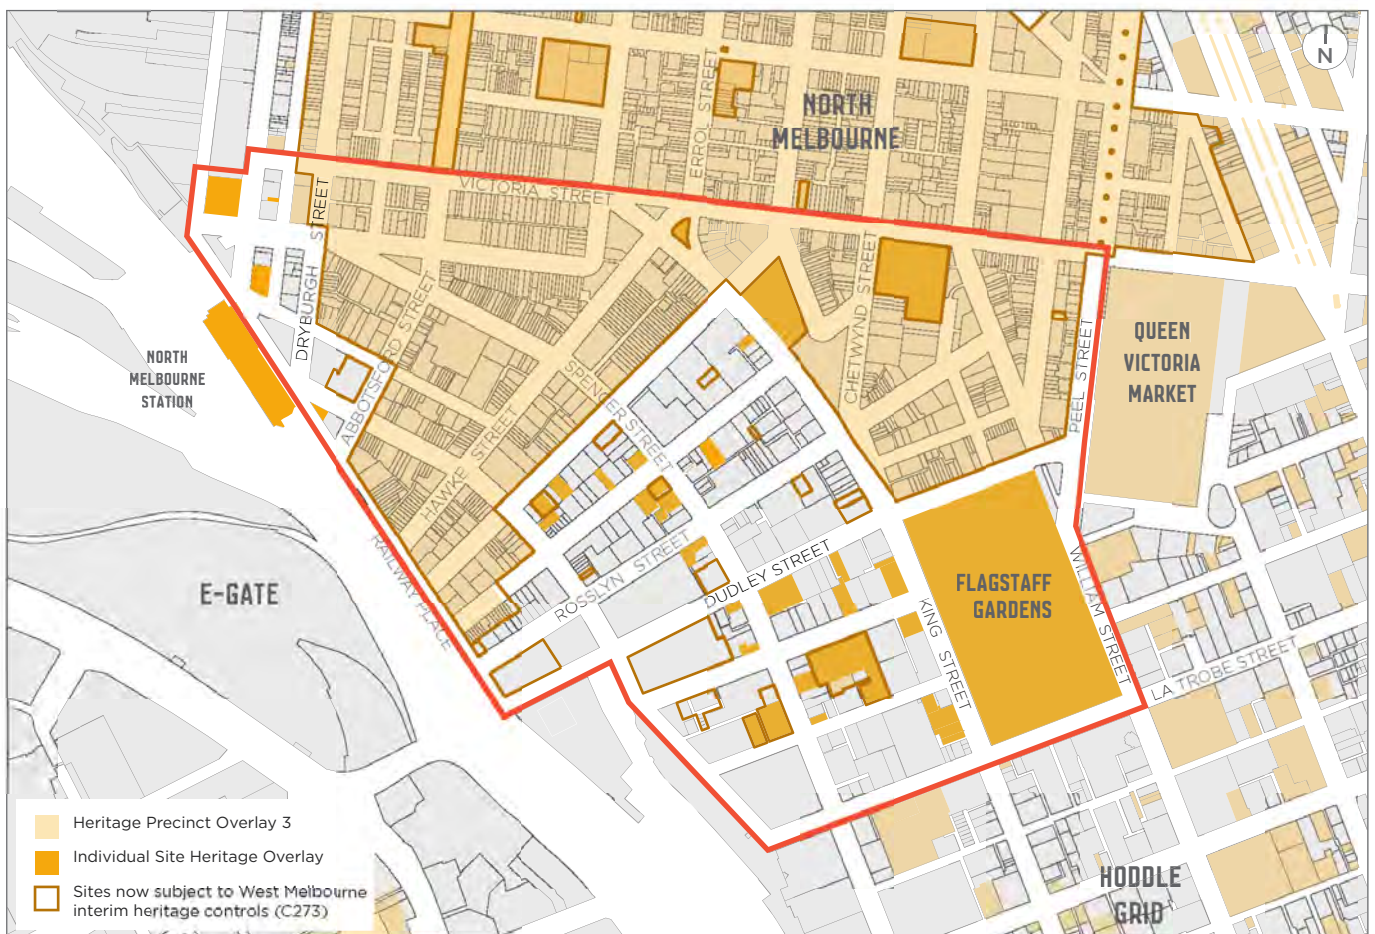 N
NORTH
MELBOURNE
ERROL STREET
VICTORIA STREET
STREET
DRYBURGH
ABBOTSFORD STREET
HAWKE STREET
SPENCER STREET
CHETWYND STREET
PEEL STREET
QUEEN
VICTORIA
MARKET
NORTH
MELBOURNE
STATION
RAILWAY PLACE
ROSSLYN STREET
DUDLEY STREET
KING STREET
FLAGSTAFF
GARDENS
WILLIAM STREET
LA TROBE STREET
E-GATE
HODDLE
GRID
Heritage Precinct Overlay 3
Individual Site Heritage Overlay
Sites now subject to West Melbourne
interim heritage controls (C273)